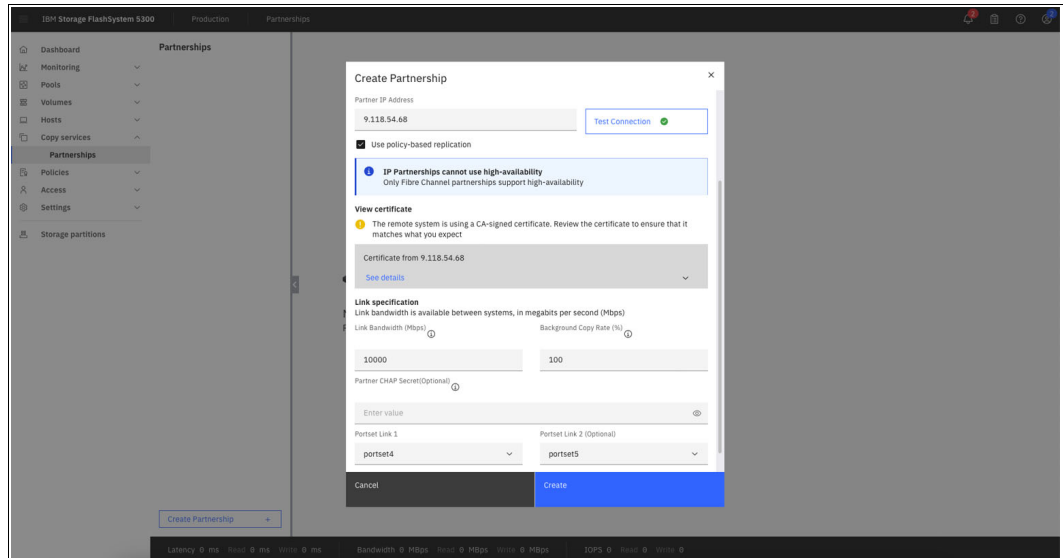 IBM Storage FlashSystem 5300 Production Partnerships 2 2
Dashboard
Monitoring
Pools
Volumes
Hosts
Copy services
Partnerships
Policies
Access
Settings
Storage partitions
Partnerships
Create Partnership +
Create Partnership
Partner IP Address
9.118.54.68 Test Connection
Use policy-based replication
IP Partnerships cannot use high-availability
Only Fibre Channel partnerships support high-availability
View certificate
The remote system is using a CA-signed certificate. Review the certificate to ensure that it
matches what you expect
Certificate from 9.118.54.68
See details
Link specification
Link bandwidth is available between systems, in megabits per second (Mbps)
Link Bandwidth (Mbps) Background Copy Rate (%)
10000 100
Partner CHAP Secret(Optional)
Enter value
Portset Link 1 Portset Link 2 (Optional)
portset4 portset5
Cancel Create
Latency 0 ms Read 0 ms Write 0 ms Bandwidth 0 MBps Read 0 MBps Write 0 MBps IOPS 0 Read 0 Write 0